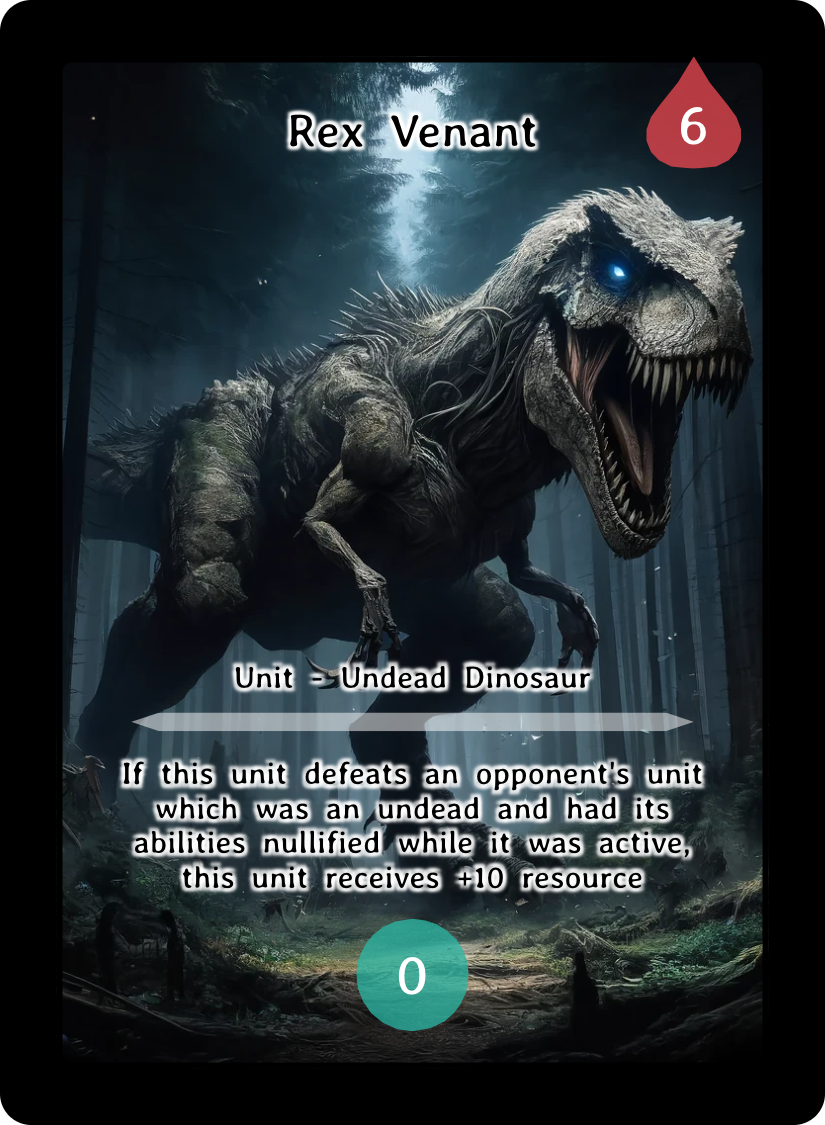 Rex Venant
6
Unit - Undead Dinosaur
If this unit defeats an opponent's unit
which was an undead and had its
abilities nullified while it was active,
this unit receives +10 resource
0